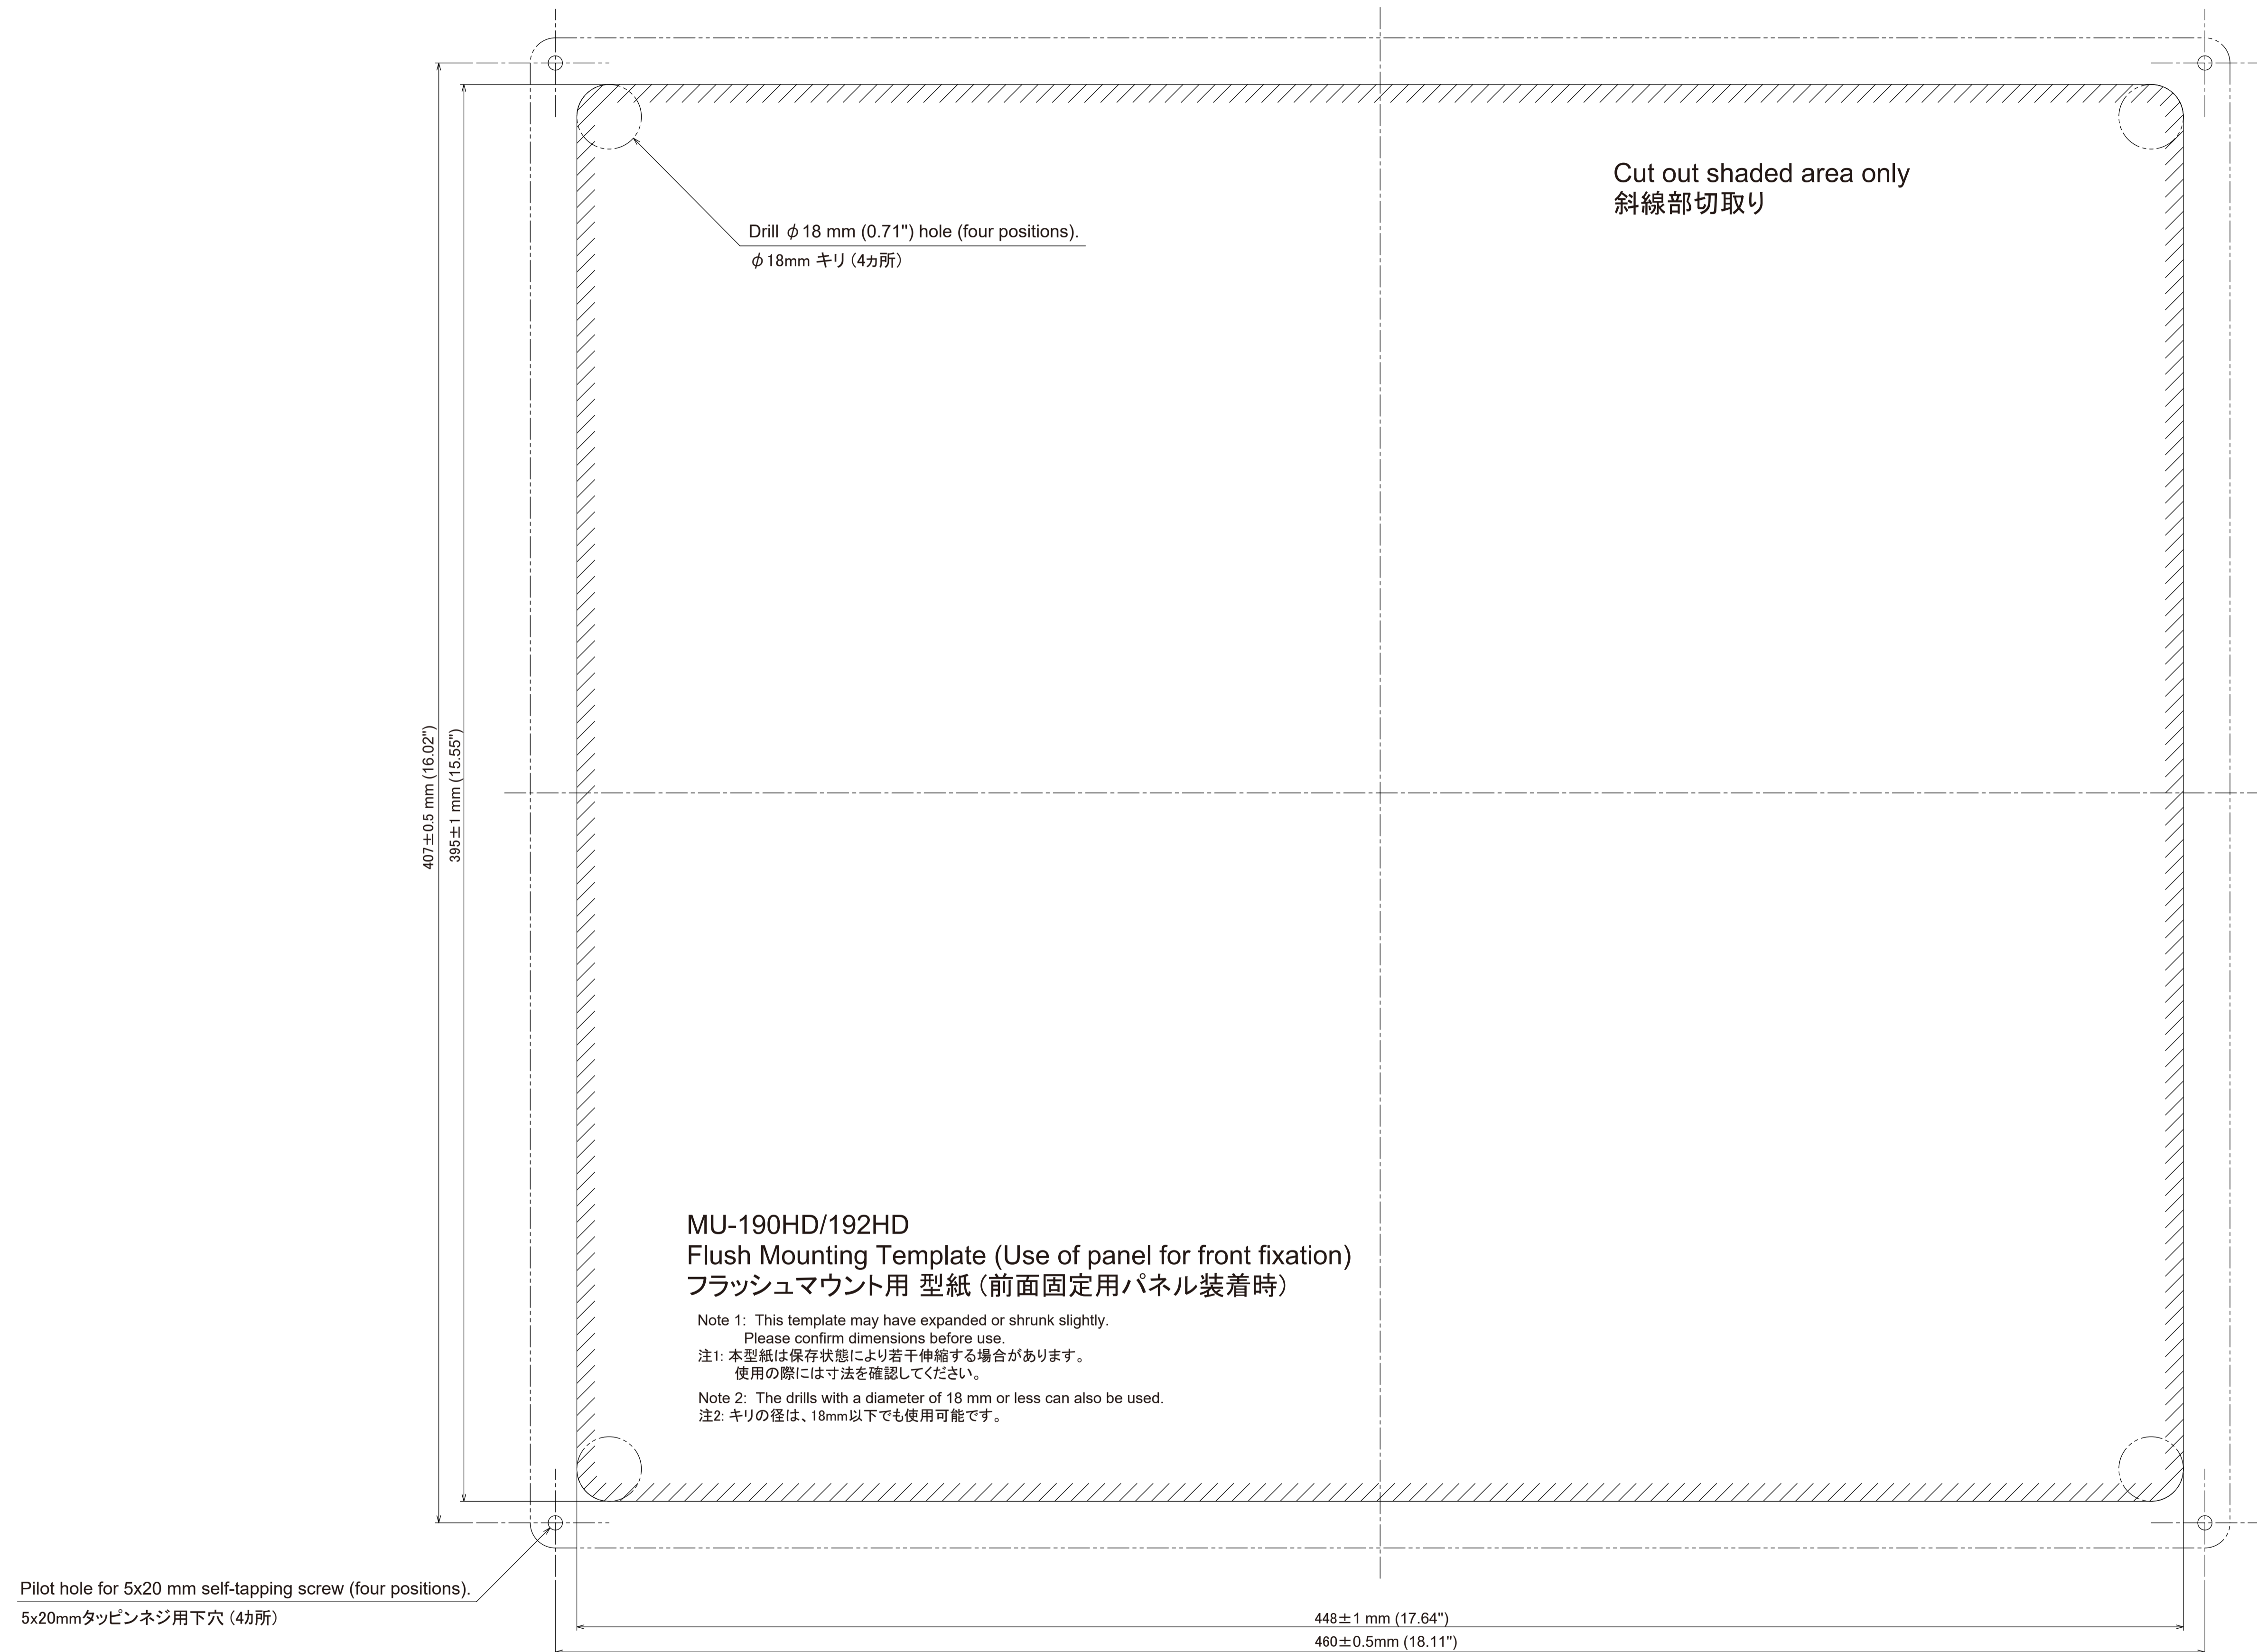 Cut out shaded area only
斜線部切取り
Drill φ18 mm (0.71") hole (four positions).
φ18mm キリ（4ヵ所）
407±0.5 mm (16.02")
395±1 mm (15.55")
MU-190HD/192HD
Flush Mounting Template (Use of panel for front fixation)
フラッシュマウント用 型紙（前面固定用パネル装着時）
Note 1: This template may have expanded or shrunk slightly.
Please confirm dimensions before use.
注1: 本型紙は保存状態により若干伸縮する場合があります。
使用の際には寸法を確認してください。
Note 2: The drills with a diameter of 18 mm or less can also be used.
注2: キリの径は、18mm以下でも使用可能です。
Pilot hole for 5x20 mm self-tapping screw (four positions).
5x20mmタッピンネジ用下穴（4カ所）
448±1 mm (17.64")
460±0.5mm (18.11")